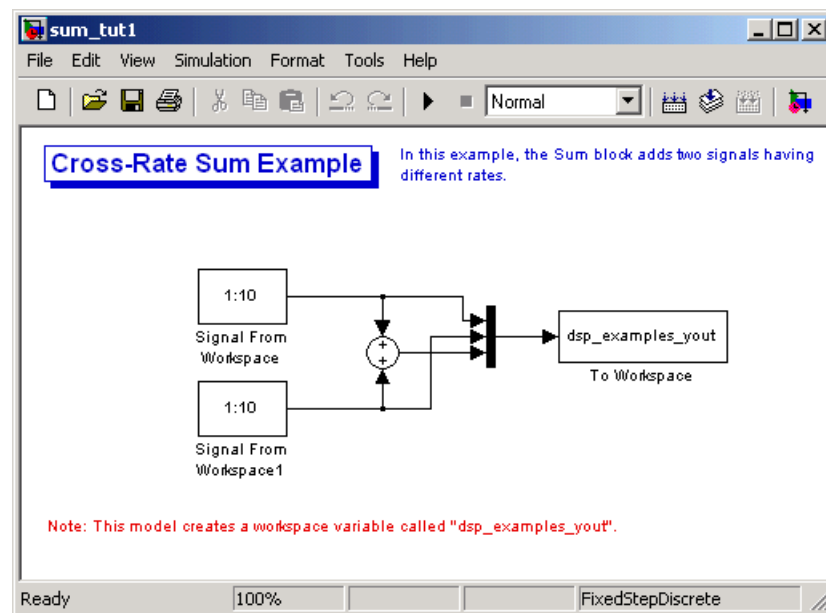 sum_tut1
File Edit View Simulation Format Tools Help
Normal
Cross-Rate Sum Example
In this example, the Sum block adds two signals having
different rates.
1:10
Signal From
Workspace
+
+
dsp_examples_yout
To Workspace
1:10
Signal From
Workspace1
Note: This model creates a workspace variable called "dsp_examples_yout".
Ready 100% FixedStepDiscrete